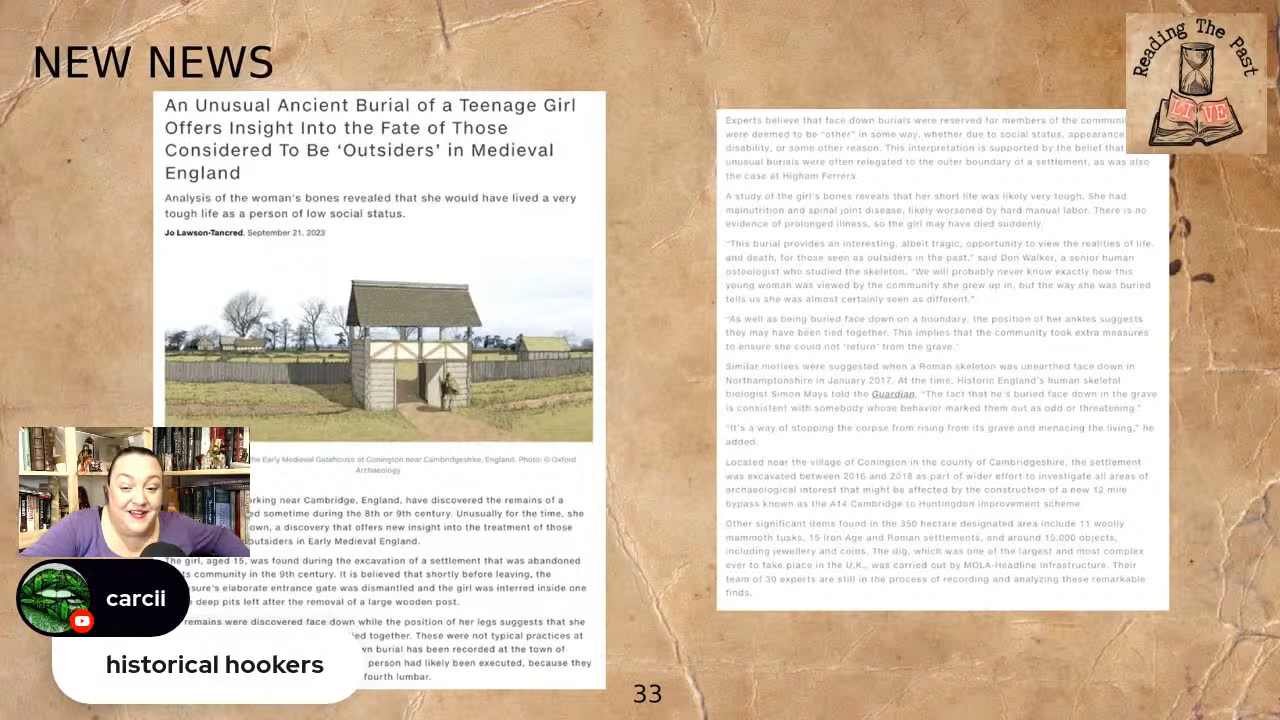 NEW NEWS
Reading The Past
LIVE
An Unusual Ancient Burial of a Teenage Girl
Offers Insight Into the Fate of Those
Considered To Be ‘Outsiders’ in Medieval
England
Analysis of the woman's bones revealed that she would have lived a very
tough life as a person of low social status.
Jo Lawson-Tancred, September 21, 2023
he Early Medieval Gatehouse at Conington near Cambridgeshire, England. Photo: © Oxford
Archaeology
orking near Cambridge, England, have discovered the remains of a
ed sometime during the 8th or 9th century. Unusually for the time, she
own, a discovery that offers new insight into the treatment of those
outsiders in Early Medieval England.
The girl, aged 15, was found during the excavation of a settlement that was abandoned
ts community in the 9th century. It is believed that shortly before leaving, the
sure's elaborate entrance gate was dismantled and the girl was interred inside one
e deep pits left after the removal of a large wooden post.
remains were discovered face down while the position of her legs suggests that she
ied together. These were not typical practices at
wn burial has been recorded at the town of
person had likely been executed, because they
fourth lumbar.
Experts believe that face down burials were reserved for members of the communi
were deemed to be “other” in some way, whether due to social status, appearance,
disability, or some other reason. This interpretation is supported by the belief that
unusual burials were often relegated to the outer boundary of a settlement, as was also
the case at Higham Ferrers.
A study of the girl's bones reveals that her short life was likely very tough. She had
malnutrition and spinal joint disease, likely worsened by hard manual labor. There is no
evidence of prolonged illness, so the girl may have died suddenly.
“This burial provides an interesting, albeit tragic, opportunity to view the realities of life,
and death, for those seen as outsiders in the past,” said Don Walker, a senior human
osteologist who studied the skeleton. “We will probably never know exactly how this
young woman was viewed by the community she grew up in, but the way she was buried
tells us she was almost certainly seen as different.”
“As well as being buried face down on a boundary, the position of her ankles suggests
they may have been tied together. This implies that the community took extra measures
to ensure she could not ‘return’ from the grave.”
Similar motives were suggested when a Roman skeleton was unearthed face down in
Northamptonshire in January 2017. At the time, Historic England's human skeletal
biologist Simon Mays told the Guardian, “The fact that he's buried face down in the grave
is consistent with somebody whose behavior marked them out as odd or threatening.”
“It's a way of stopping the corpse from rising from its grave and menacing the living,” he
added.
Located near the village of Conington in the county of Cambridgeshire, the settlement
was excavated between 2016 and 2018 as part of wider effort to investigate all areas of
archaeological interest that might be affected by the construction of a new 12 mile
bypass known as the A14 Cambridge to Huntingdon improvement scheme.
Other significant items found in the 350 hectare designated area include 11 woolly
mammoth tusks, 15 Iron Age and Roman settlements, and around 15,000 objects,
including jewellery and coins. The dig, which was one of the largest and most complex
ever to take place in the U.K., was carried out by MOLA-Headline Infrastructure. Their
team of 30 experts are still in the process of recording and analyzing these remarkable
finds.
carcii
historical hookers
33